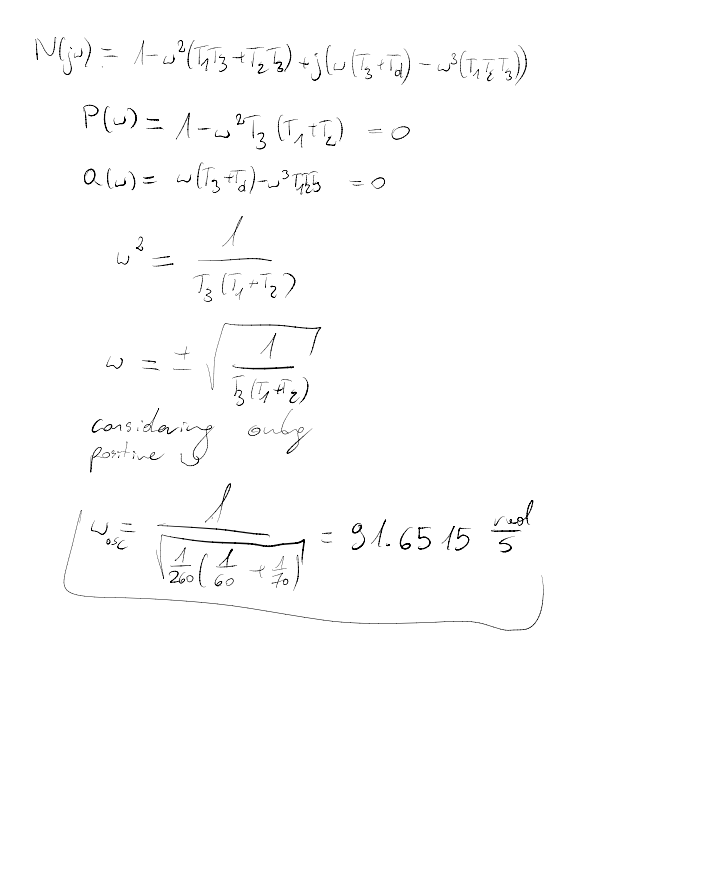 N(jω) = 1-ω²(T₁T₃+T₂T₃)+j(ω(T₃+T_d) - ω³(T₁T₂T₃))
P(ω) = 1-ω²T₃(T₁+T₂) = 0
Q(ω) = ω(T₃+T_d)-ω³T₁T₂T₃ = 0
ω² = 1/(T₃(T₁+T₂))
ω = ± √(1/(T₃(T₁+T₂)))
considering only
positive ω
ω_osc = 1/√(1/260(1/60 + 1/70)) = 91.6515 rad/s